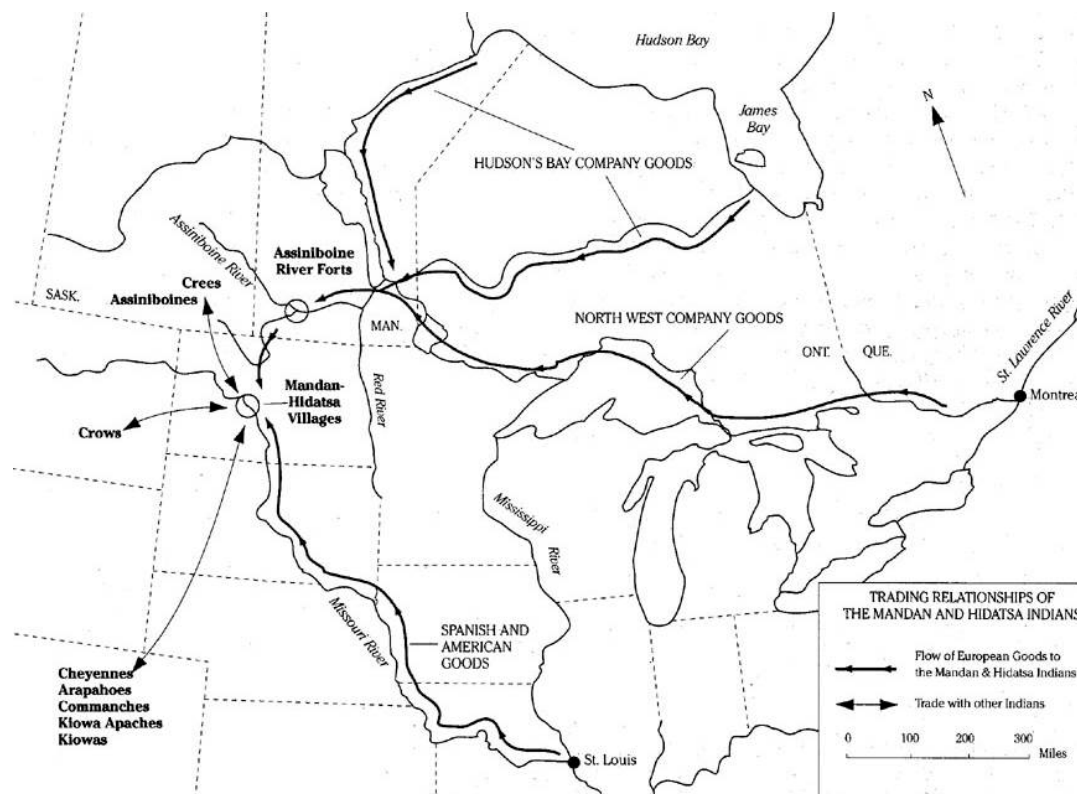 Hudson Bay
N
James
Bay
HUDSON'S BAY COMPANY GOODS
Assiniboine River
Assiniboine
River Forts
Crees
Assiniboines
SASK.
MAN.
NORTH WEST COMPANY GOODS
ONT.
QUE.
St. Lawrence River
Montrea
Red River
Mandan-
Hidatsa
Villages
Crows
Mississippi
River
Missouri River
SPANISH AND
AMERICAN
GOODS
Cheyennes
Arapahoes
Commanches
Kiowa Apaches
Kiowas
St. Louis
TRADING RELATIONSHIPS OF
THE MANDAN AND HIDATSA INDIANS
Flow of European Goods to
the Mandan & Hidatsa Indians
Trade with other Indians
0 100 200 300
Miles